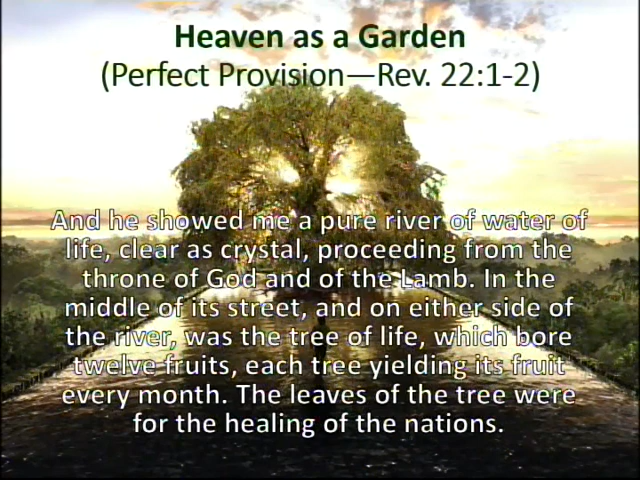 Heaven as a Garden
(Perfect Provision—Rev. 22:1-2)
And he showed me a pure river of water of
life, clear as crystal, proceeding from the
throne of God and of the Lamb. In the
middle of its street, and on either side of
the river, was the tree of life, which bore
twelve fruits, each tree yielding its fruit
every month. The leaves of the tree were
for the healing of the nations.